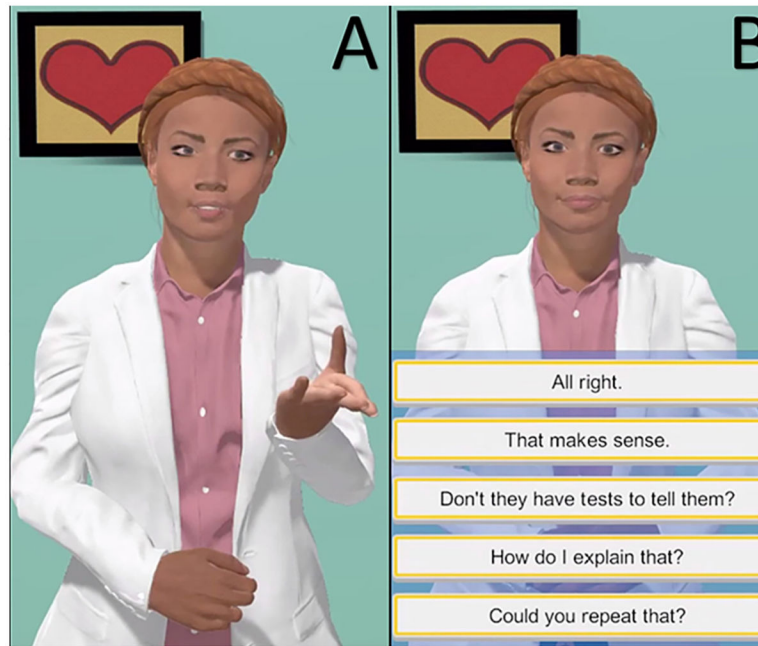 A
B
All right.
That makes sense.
Don't they have tests to tell them?
How do I explain that?
Could you repeat that?